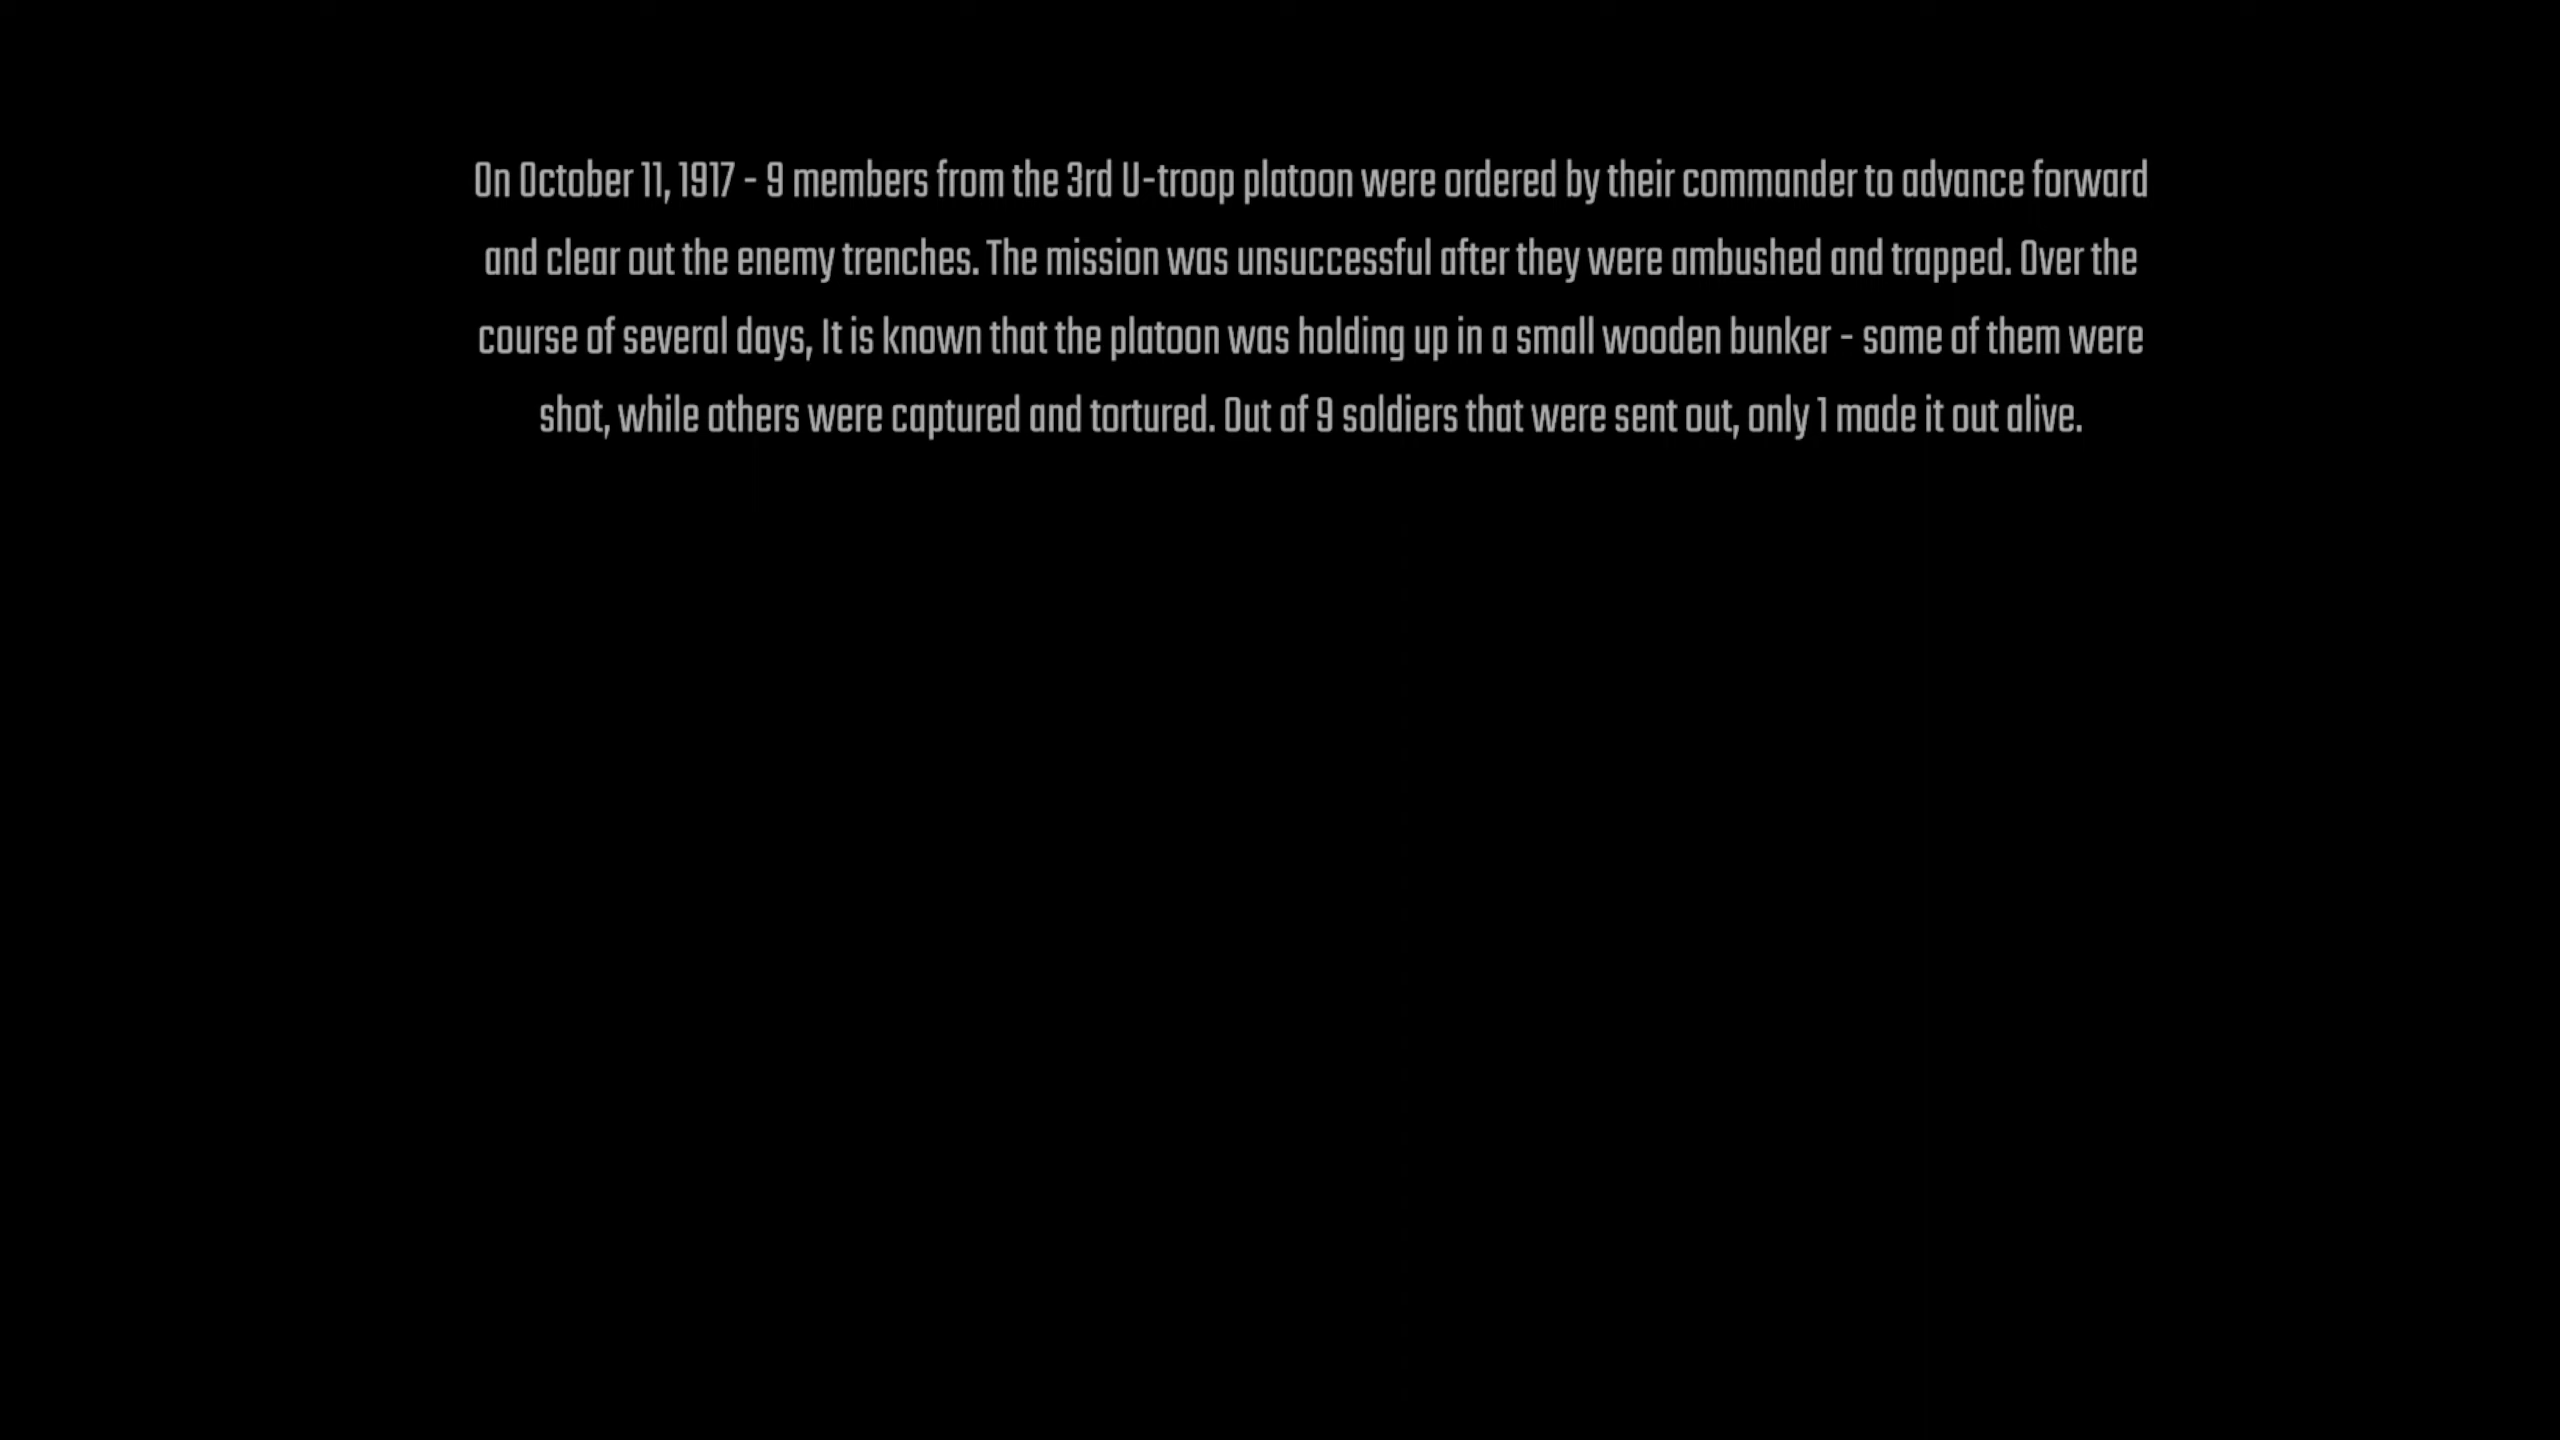 On October 11, 1917 - 9 members from the 3rd U-troop platoon were ordered by their commander to advance forward
and clear out the enemy trenches. The mission was unsuccessful after they were ambushed and trapped. Over the
course of several days, It is known that the platoon was holding up in a small wooden bunker - some of them were
shot, while others were captured and tortured. Out of 9 soldiers that were sent out, only 1 made it out alive.